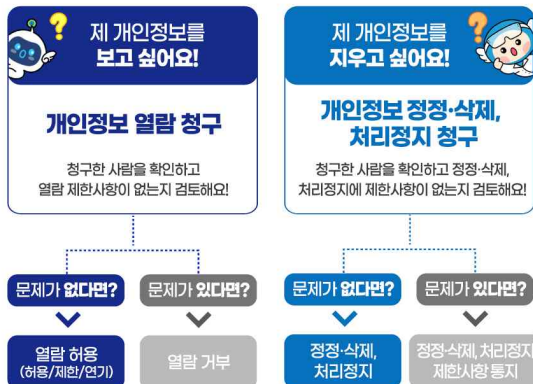 제 개인정보를
보고 싶어요!
개인정보 열람 청구
청구한 사람을 확인하고
열람 제한사항이 없는지 검토해요!
문제가 없다면?
문제가 있다면?
열람 허용
(허용/제한/연기)
열람 거부
제 개인정보를
지우고 싶어요!
개인정보 정정·삭제,
처리정지 청구
청구한 사람을 확인하고 정정·삭제,
처리정지에 제한사항이 없는지 검토해요!
문제가 없다면?
문제가 있다면?
정정·삭제,
처리정지
정정·삭제, 처리정지
제한사항 통지